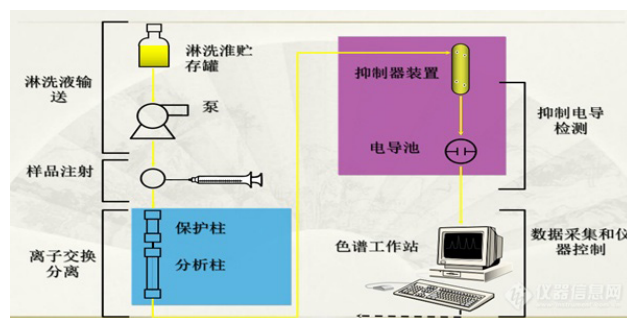 淋洗液输
送
淋洗淮贮
存罐
泵
样品注射
离子交换
分离
保护柱
分析柱
抑制器装置
电导池
抑制电导
检测
色谱工作站
数据采集和仪
器控制
仪器信息网